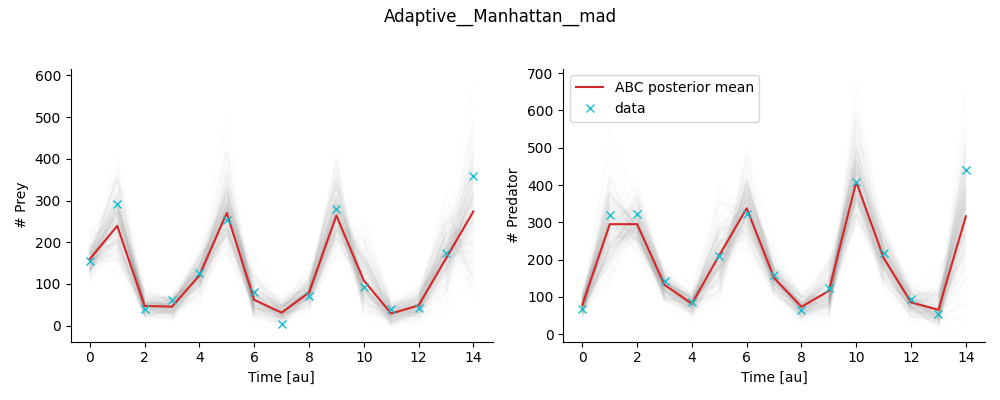 Adaptive__Manhattan__mad
600
500
400
300
200
100
0
# Prey
0 2 4 6 8 10 12 14
Time [au]
700
600
500
400
300
200
100
0
# Predator
ABC posterior mean
data
0 2 4 6 8 10 12 14
Time [au]